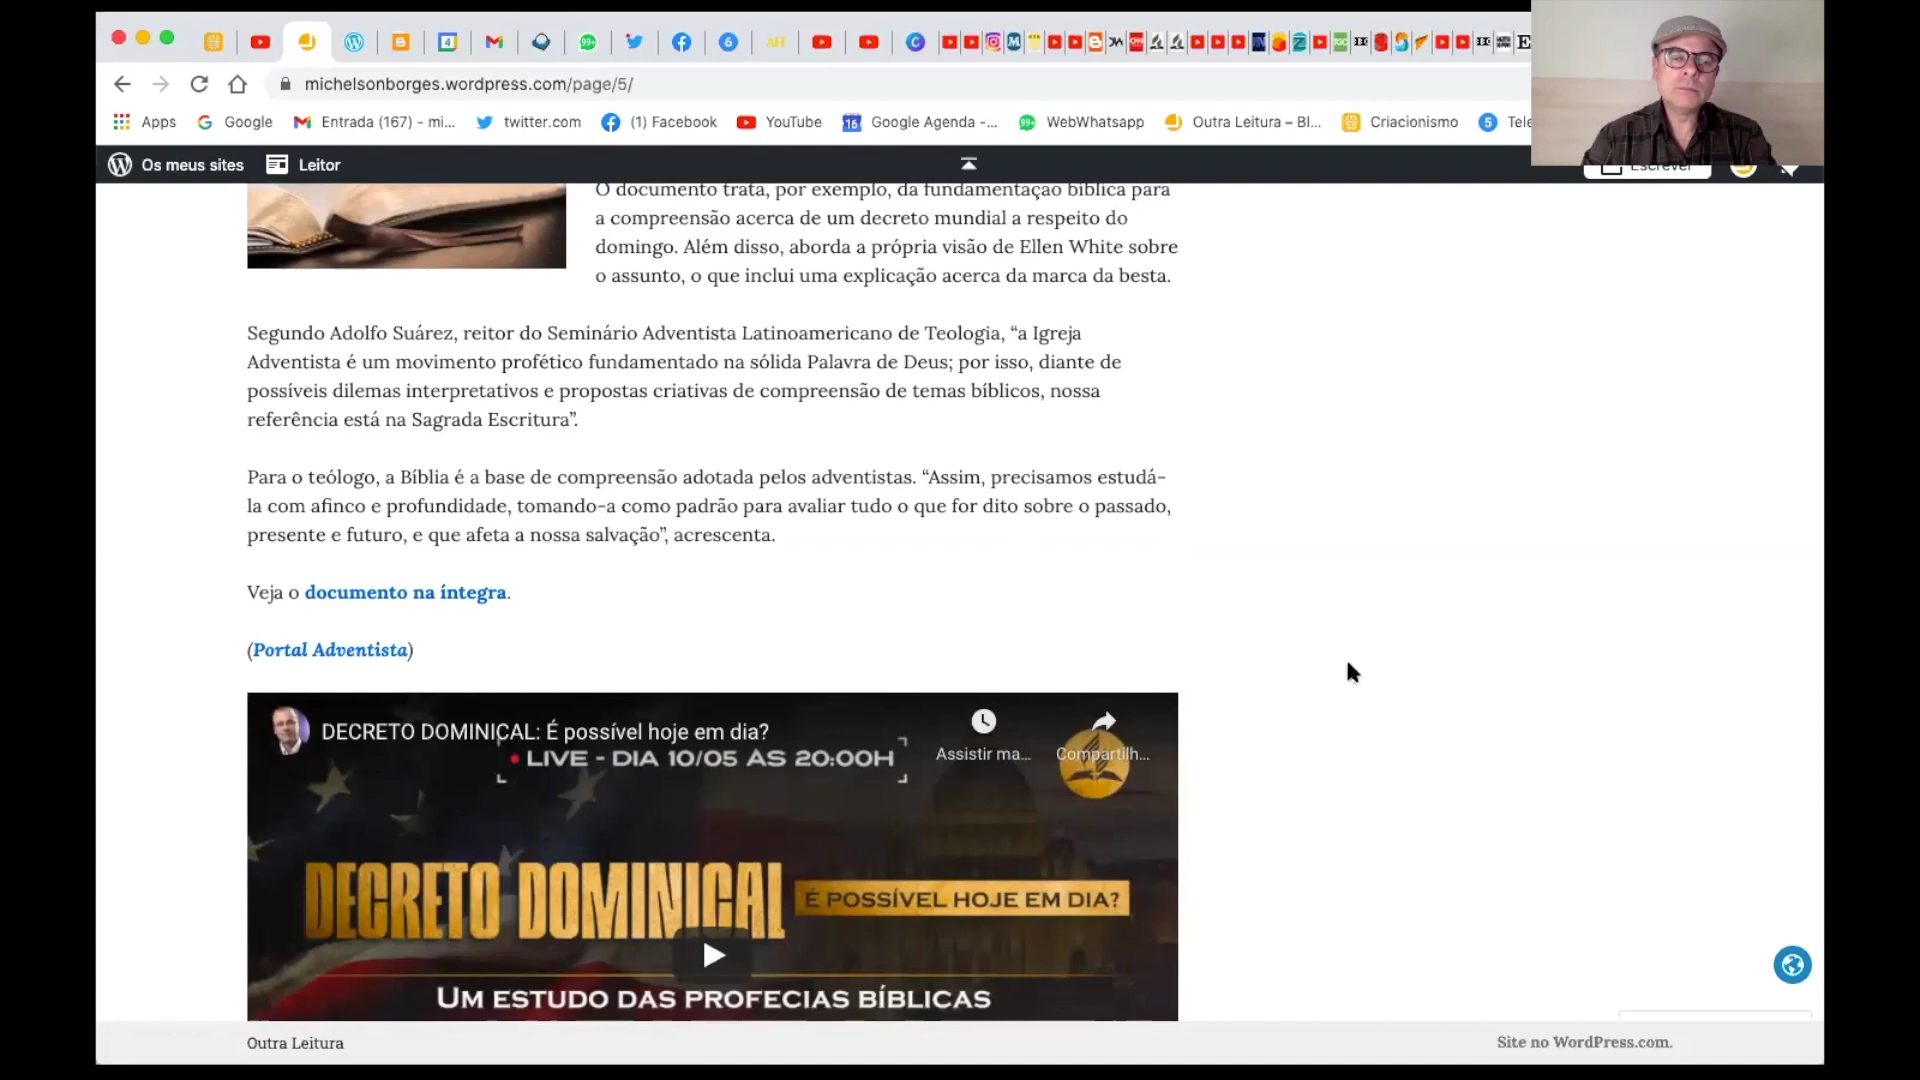 michelsonborges.wordpress.com/page/5/
Apps
Google
Entrada (167) - mi...
twitter.com
(1) Facebook
YouTube
Google Agenda -...
WebWhatsapp
Outra Leitura – Bl...
Criacionismo
Os meus sites
Leitor
Escrever
O documento trata, por exemplo, da fundamentação bíblica para
a compreensão acerca de um decreto mundial a respeito do
domingo. Além disso, aborda a própria visão de Ellen White sobre
o assunto, o que inclui uma explicação acerca da marca da besta.
Segundo Adolfo Suárez, reitor do Seminário Adventista Latinoamericano de Teologia, “a Igreja
Adventista é um movimento profético fundamentado na sólida Palavra de Deus; por isso, diante de
possíveis dilemas interpretativos e propostas criativas de compreensão de temas bíblicos, nossa
referência está na Sagrada Escritura”.
Para o teólogo, a Bíblia é a base de compreensão adotada pelos adventistas. “Assim, precisamos estudá-
la com afinco e profundidade, tomando-a como padrão para avaliar tudo o que for dito sobre o passado,
presente e futuro, e que afeta a nossa salvação”, acrescenta.
Veja o documento na íntegra.
(Portal Adventista)
DECRETO DOMINICAL: É possível hoje em dia?
Assistir ma...
Compartilh...
LIVE - DIA 10/05 ÀS 20:00H
DECRETO DOMINICAL
É POSSÍVEL HOJE EM DIA?
UM ESTUDO DAS PROFECIAS BÍBLICAS
Outra Leitura
Site no WordPress.com.